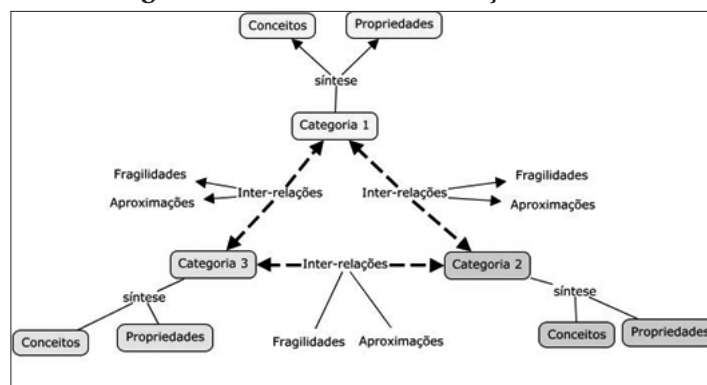 Conceitos
Propriedades
síntese
Categoria 1
Fragilidades
Aproximações
Inter-relações
Inter-relações
Fragilidades
Aproximações
Categoria 3
Inter-relações
Categoria 2
síntese
Conceitos
Propriedades
Fragilidades
Aproximações
síntese
Conceitos
Propriedades